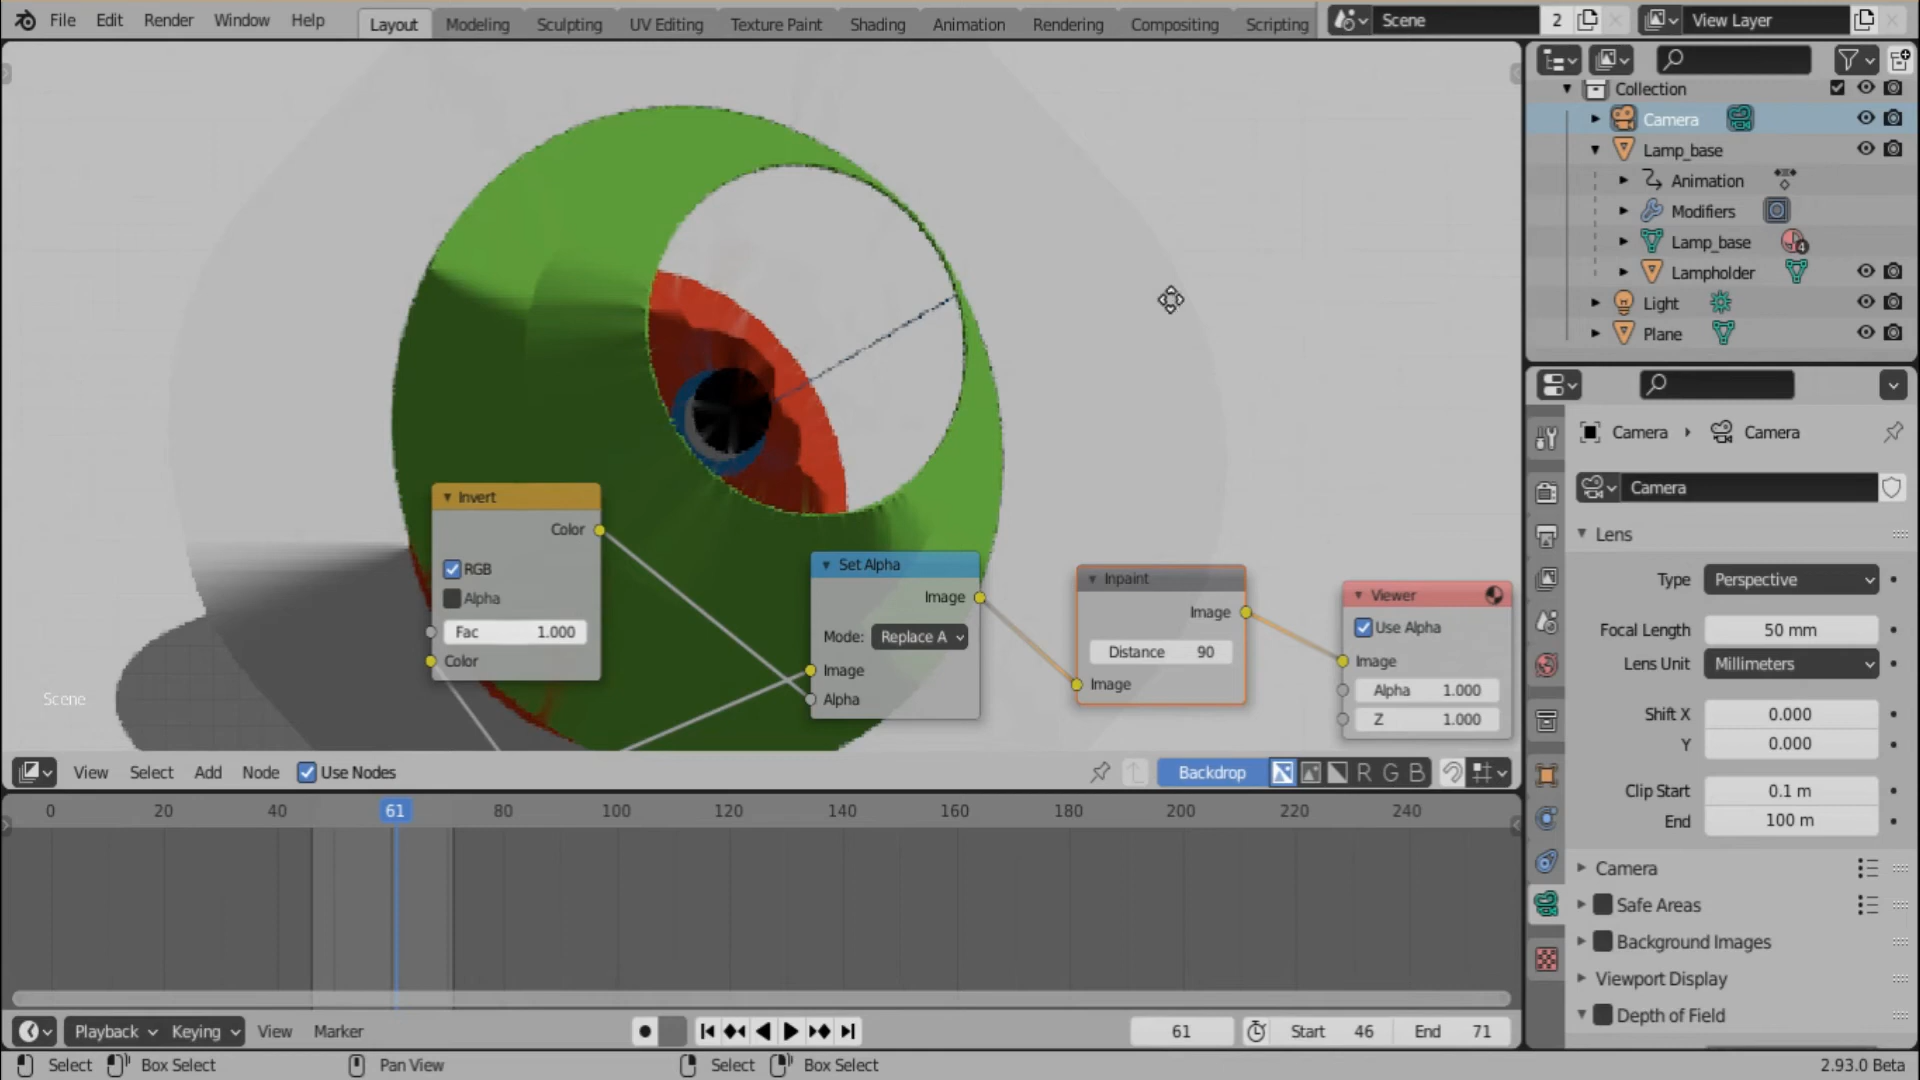 File Edit Render Window Help Layout Modeling Sculpting UV Editing Texture Paint Shading Animation Rendering Compositing Scripting Scene 2 View Layer
Collection
Camera
Lamp_base
Animation
Modifiers
Lamp_base
Lampholder
Light
Plane
Camera Camera
Camera
Lens
Type Perspective
Focal Length 50 mm
Lens Unit Millimeters
Shift X 0.000
Y 0.000
Clip Start 0.1 m
End 100 m
Camera
Safe Areas
Background Images
Viewport Display
Depth of Field
Invert
Color
RGB
Alpha
Fac 1.000
Color
Set Alpha
Image
Mode: Replace A
Image
Alpha
Inpaint
Image
Distance 90
Image
Viewer
Use Alpha
Image
Alpha 1.000
Z 1.000
Scene
View Select Add Node Use Nodes Backdrop R G B
0 20 40 61 80 100 120 140 160 180 200 220 240
Playback Keying View Marker 61 Start 46 End 71
Select Box Select Pan View Select Box Select 2.93.0 Beta